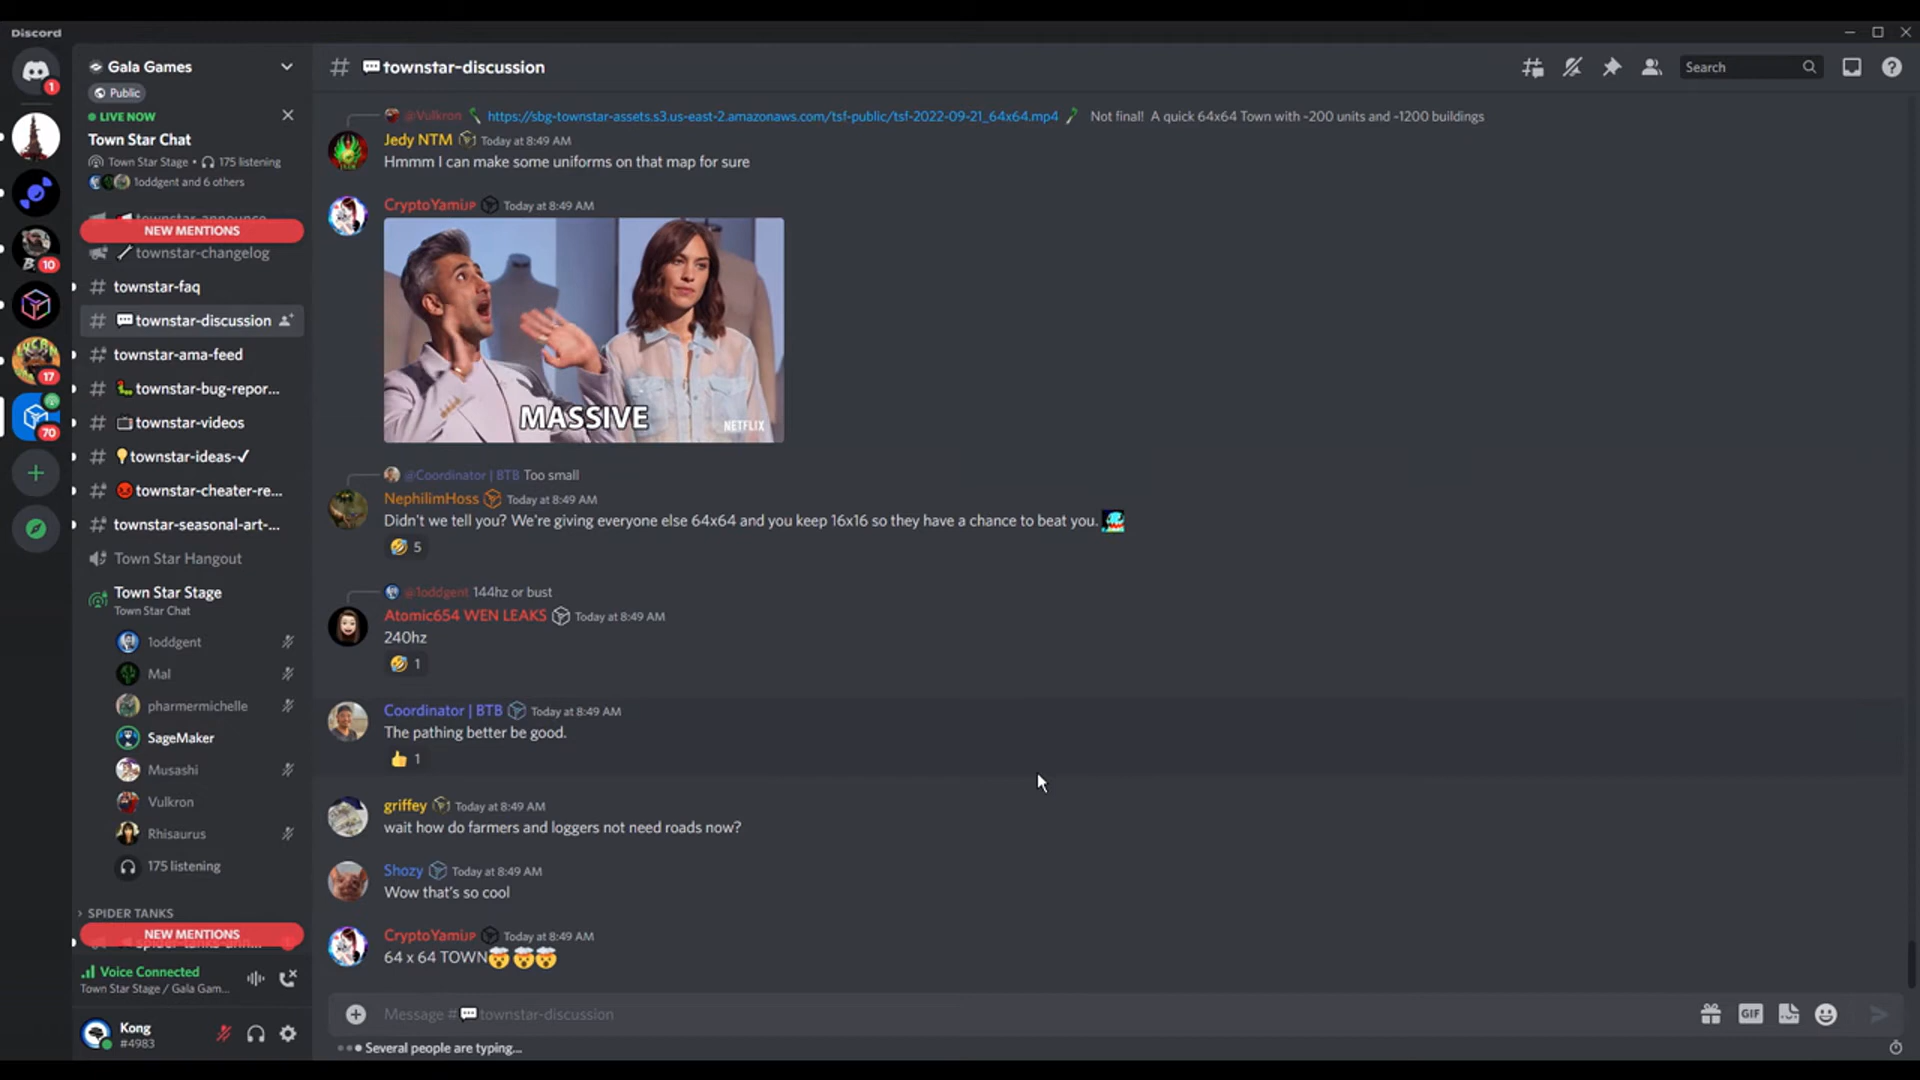 Discord
1
Gala Games
Public
LIVE NOW
Town Star Chat
Town Star Stage • 175 listening
1oddgent and 6 others
NEW MENTIONS
townstar-changelog
townstar-faq
townstar-discussion
townstar-ama-feed
townstar-bug-repor...
townstar-videos
townstar-ideas-✓
townstar-cheater-re...
townstar-seasonal-art-...
Town Star Hangout
Town Star Stage
Town Star Chat
1oddgent
Mal
pharmermichelle
SageMaker
Musashi
Vulkron
Rhisaurus
175 listening
SPIDER TANKS
NEW MENTIONS
Voice Connected
Town Star Stage / Gala Gam...
Kong
#4983
10
17
70
townstar-discussion
Search
@Vulkron https://sbg-townstar-assets.s3.us-east-2.amazonaws.com/tsf-public/tsf-2022-09-21_64x64.mp4 Not final! A quick 64x64 Town with ~200 units and ~1200 buildings
Jedy NTM Today at 8:49 AM
Hmmm I can make some uniforms on that map for sure
CryptoYamiJP Today at 8:49 AM
MASSIVE
NETFLIX
@Coordinator | BTB Too small
NephilimHoss Today at 8:49 AM
Didn't we tell you? We're giving everyone else 64x64 and you keep 16x16 so they have a chance to beat you.
5
@1oddgent 144hz or bust
Atomic654 WEN LEAKS Today at 8:49 AM
240hz
1
Coordinator | BTB Today at 8:49 AM
The pathing better be good.
1
griffey Today at 8:49 AM
wait how do farmers and loggers not need roads now?
Shozy Today at 8:49 AM
Wow that's so cool
CryptoYamiJP Today at 8:49 AM
64 x 64 TOWN🤯🤯🤯
Message #townstar-discussion
GIF
Several people are typing...